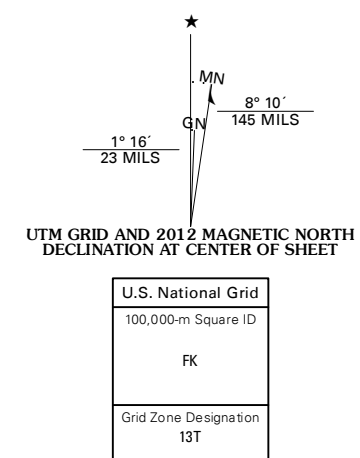 ★
MN
GN
8° 10´
145 MILS
1° 16´
23 MILS
UTM GRID AND 2012 MAGNETIC NORTH
DECLINATION AT CENTER OF SHEET
U.S. National Grid
100,000-m Square ID
FK
Grid Zone Designation
13T